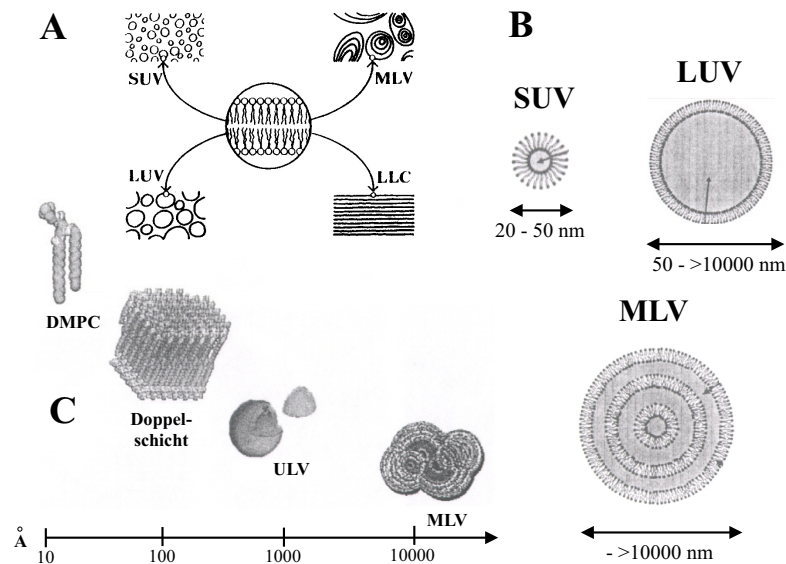 A
SUV
MLV
LUV
LLC
B
SUV
20 - 50 nm
LUV
50 - >10000 nm
MLV
- >10000 nm
C
DMPC
Doppel-
schicht
ULV
MLV
Å
10
100
1000
10000